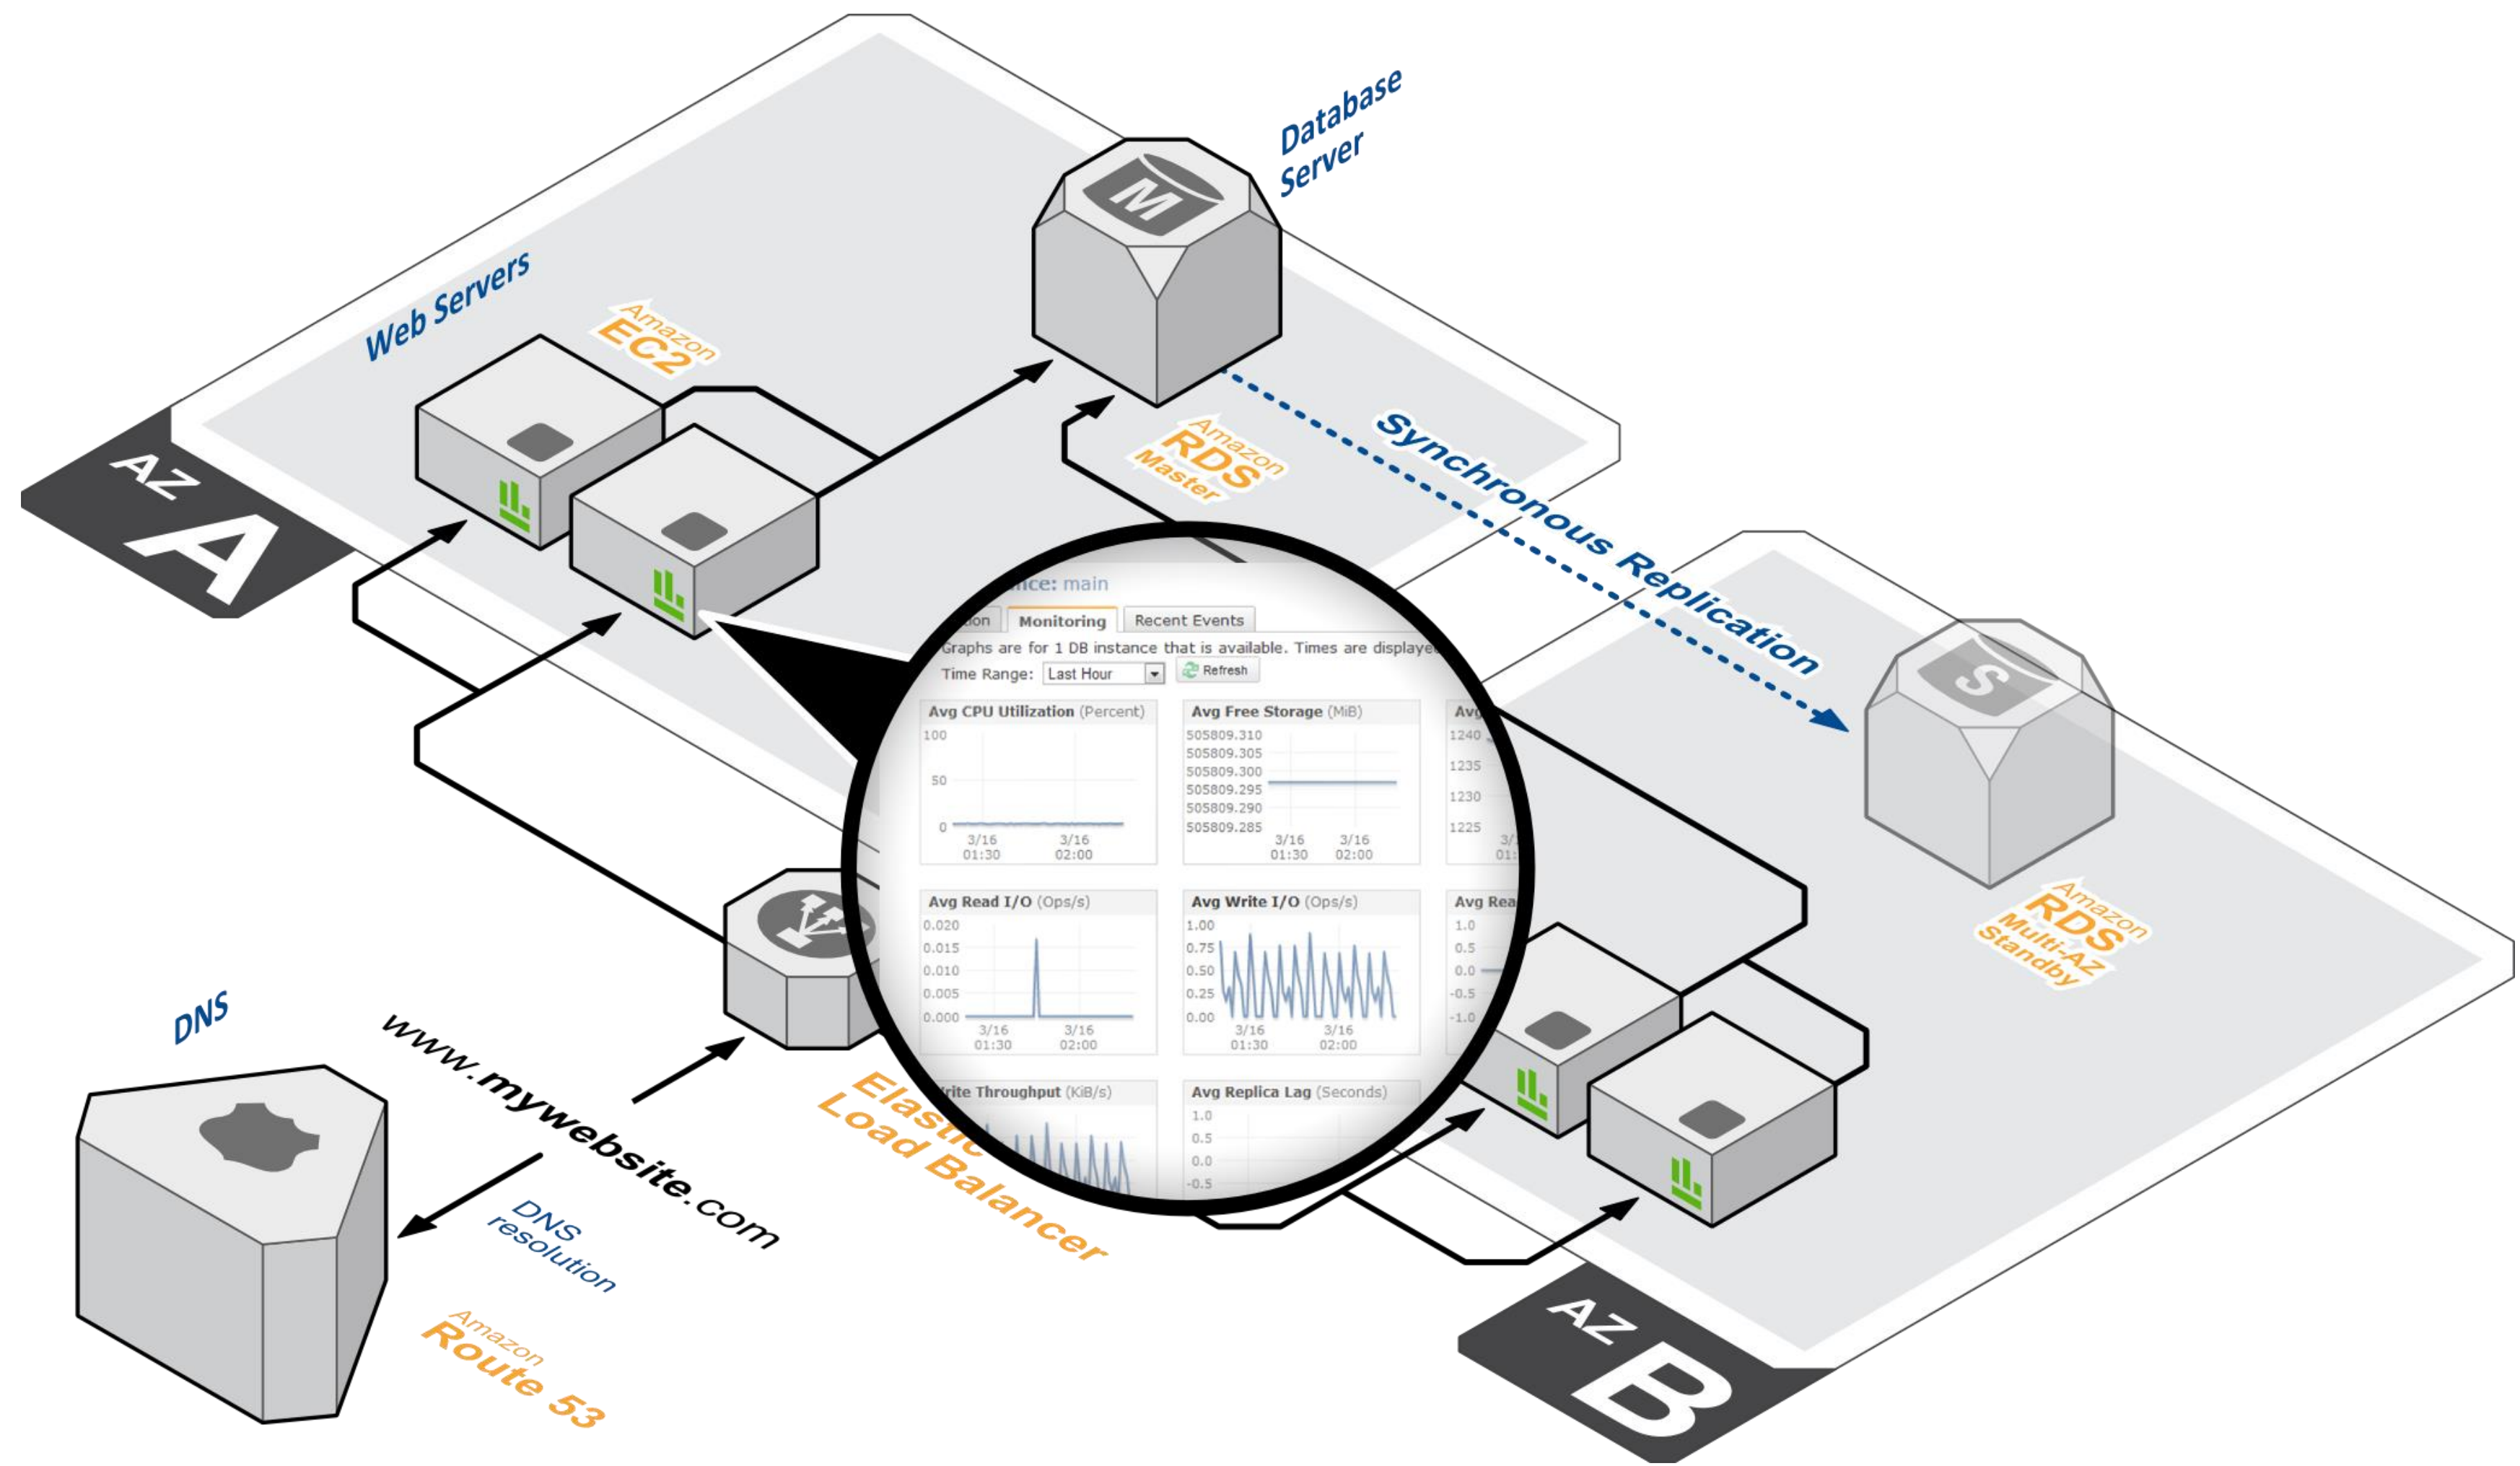 Database
Server
M
Web Servers
Amazon
EC2
AZ
A
Amazon
RDS
Master
Synchronous Replication
S
Amazon
RDS
Multi-AZ
Standby
main
Monitoring Recent Events
Graphs are for 1 DB instance that is available. Times are displayed
Time Range: Last Hour Refresh
Avg CPU Utilization (Percent)
100
50
0
3/16 3/16
01:30 02:00
Avg Free Storage (MiB)
505809.310
505809.305
505809.300
505809.295
505809.290
505809.285
3/16 3/16
01:30 02:00
Avg
1240
1235
1230
1225
Avg Read I/O (Ops/s)
0.020
0.015
0.010
0.005
0.000
3/16 3/16
01:30 02:00
Avg Write I/O (Ops/s)
1.00
0.75
0.50
0.25
0.00
3/16 3/16
01:30 02:00
Avg Rea
1.0
0.5
0.0
-0.5
-1.0
rite Throughput (KiB/s)
Avg Replica Lag (Seconds)
1.0
0.5
0.0
-0.5
Elastic
Load Balancer
DNS
www.mywebsite.com
DNS
resolution
Amazon
Route 53
AZ
B